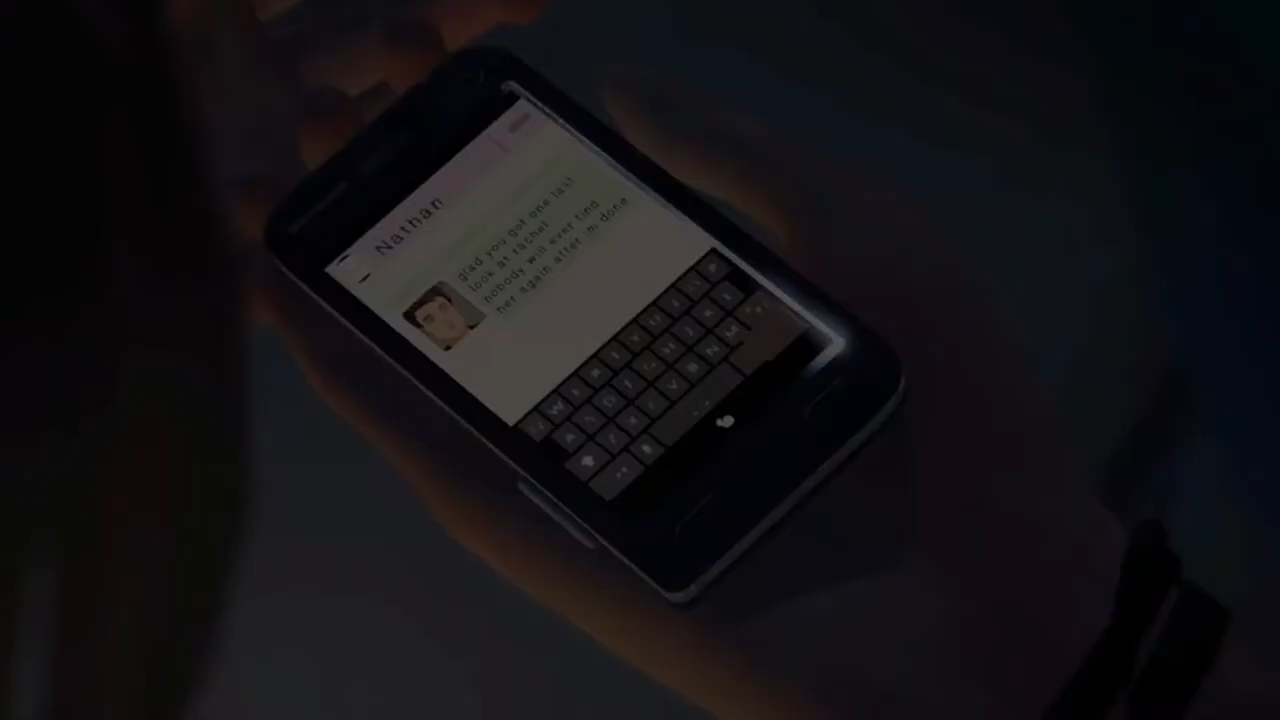 Nathan
glad you got one last
look at rachel
nobody will ever find
her again after im done